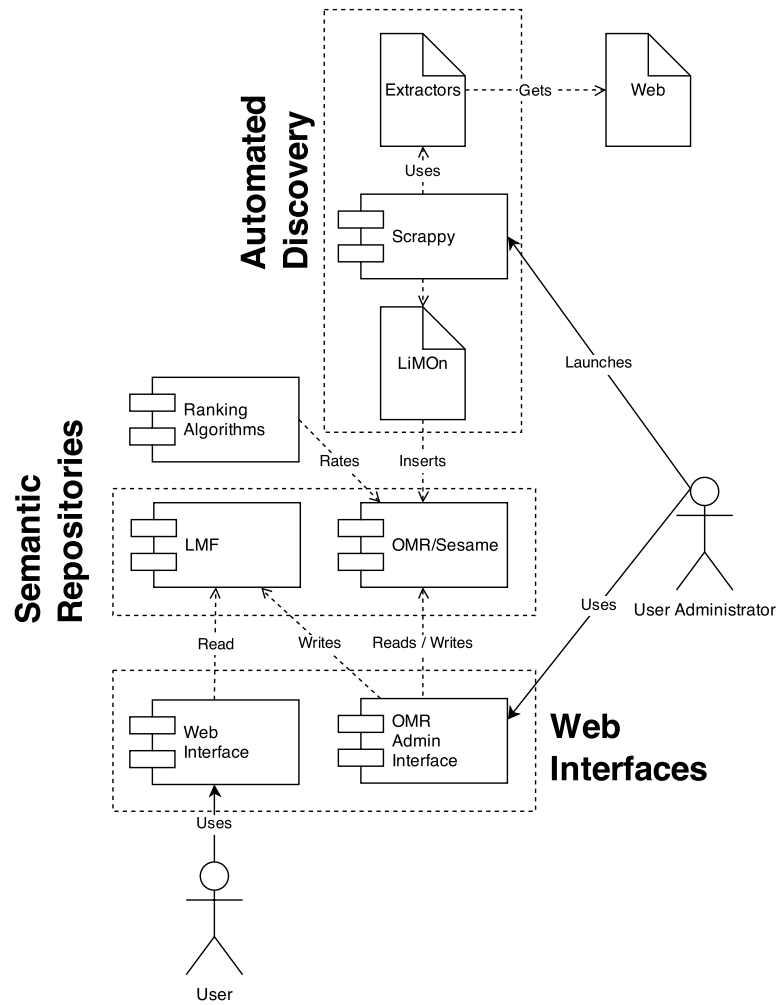 Automated
Discovery
Extractors
Gets
Web
Uses
Scrappy
LiMOn
Launches
Ranking
Algorithms
Rates
Inserts
Semantic
Repositories
LMF
OMR/Sesame
Uses
User Administrator
Read
Writes
Reads / Writes
Web
Interface
OMR
Admin
Interface
Web
Interfaces
Uses
User